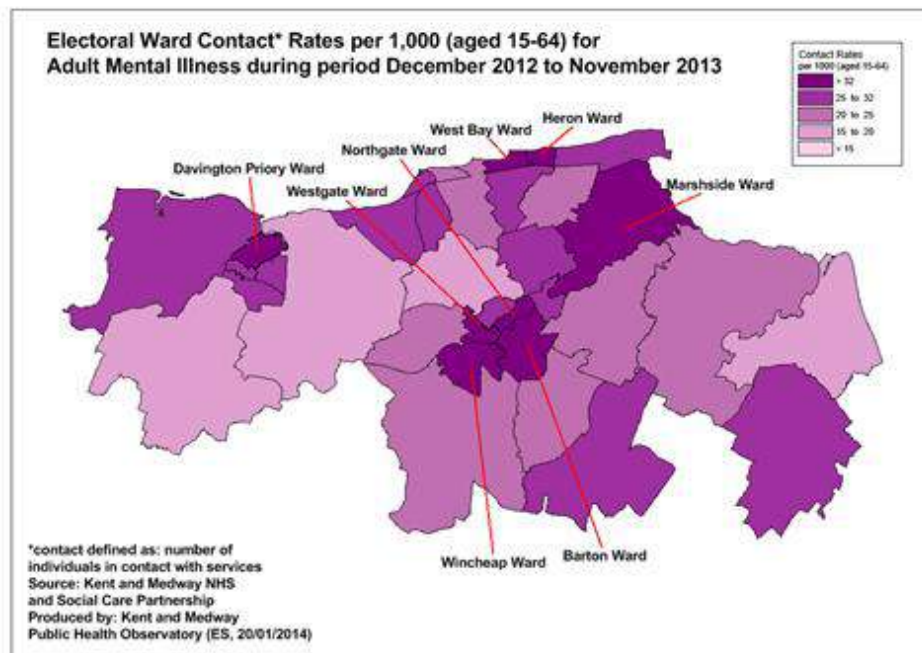 Electoral Ward Contact* Rates per 1,000 (aged 15-64) for
Adult Mental Illness during period December 2012 to November 2013
Contact Rates
per 1000 (aged 15-64)
> 32
25 to 32
20 to 25
15 to 20
< 15
West Bay Ward
Heron Ward
Northgate Ward
Davington Priory Ward
Westgate Ward
Marshside Ward
Wincheap Ward
Barton Ward
*contact defined as: number of
individuals in contact with services
Source: Kent and Medway NHS
and Social Care Partnership
Produced by: Kent and Medway
Public Health Observatory (ES, 20/01/2014)